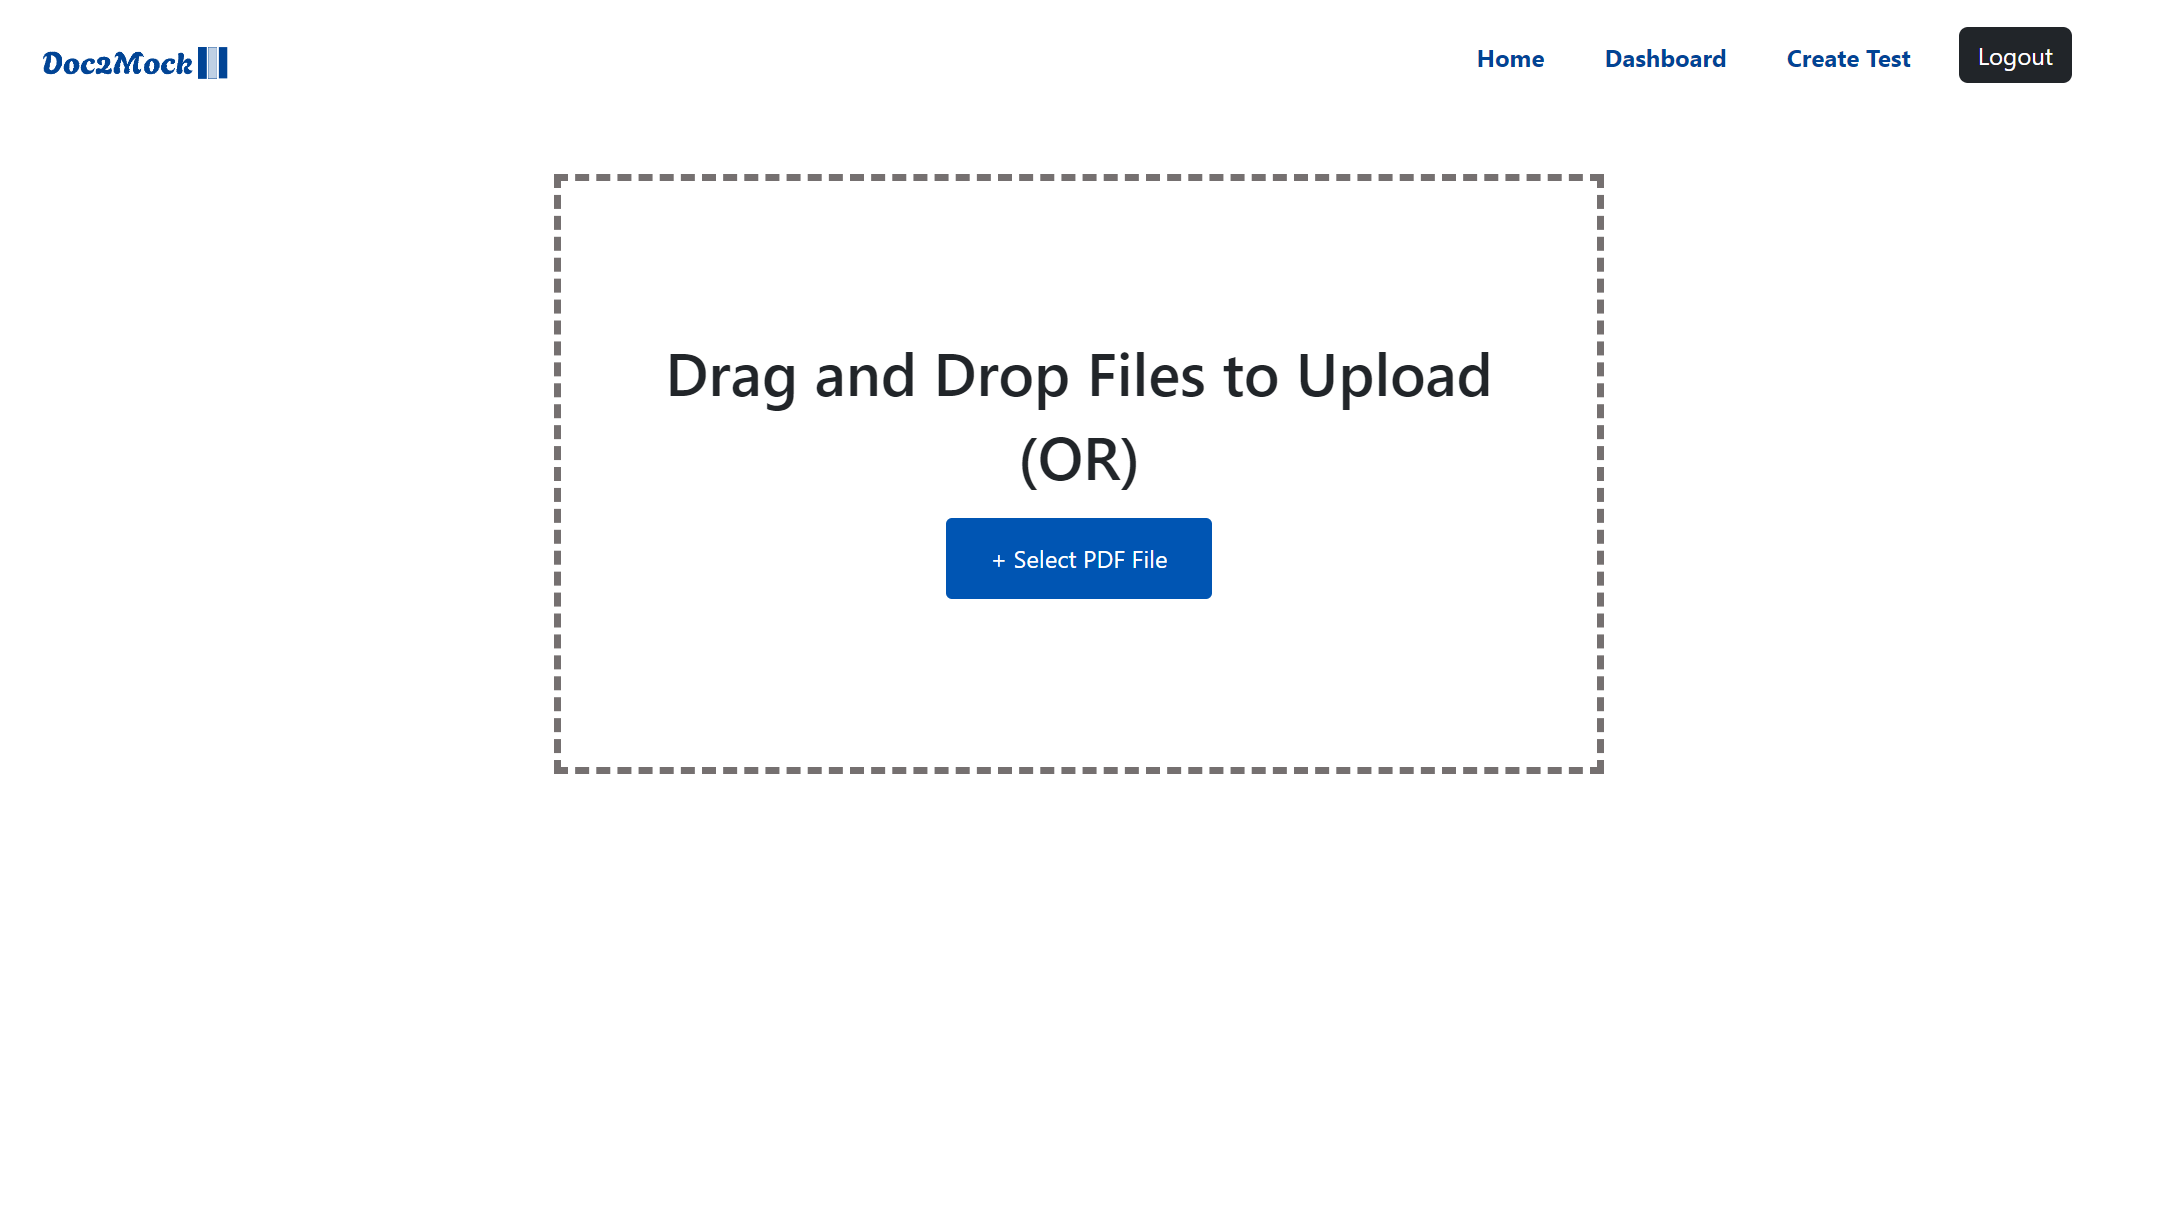 Doc2Mock
Home
Dashboard
Create Test
Logout
Drag and Drop Files to Upload
(OR)
+ Select PDF File